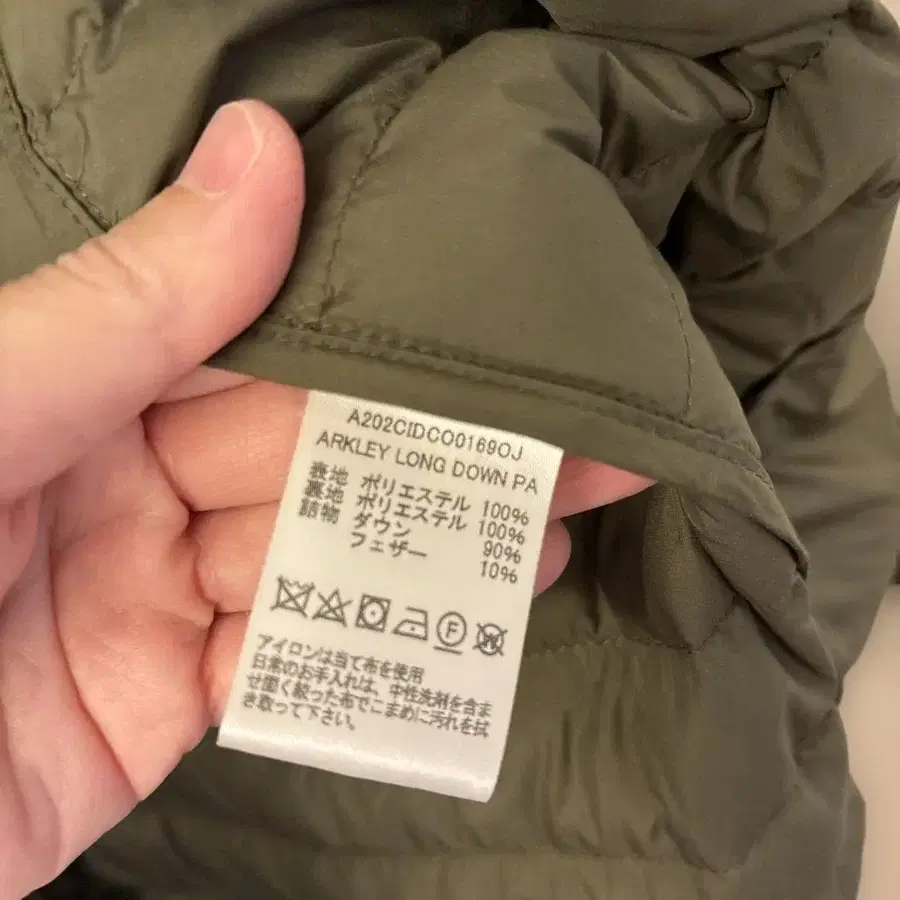 A202CIDCO0169OJ
ARKLEY LONG DOWN PA
表地 ポリエステル 100%
裏地 ポリエステル 100%
詰物 ダウン 90%
フェザー 10%
F W
アイロンは当て布を使用
日常のお手入れは、中性洗剤を含ま
せ固く絞った布でこまめに汚れを拭
き取って下さい。